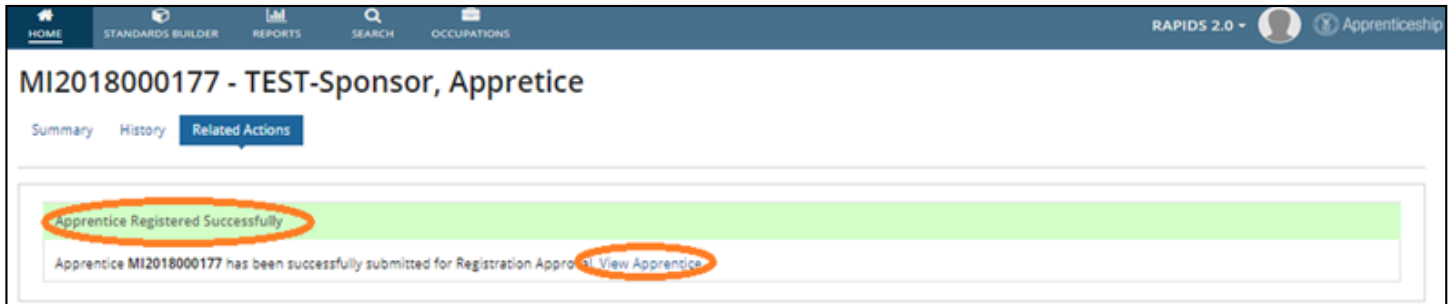 HOME STANDARDS BUILDER REPORTS SEARCH OCCUPATIONS RAPIDS 2.0 Apprenticeship
MI2018000177 - TEST-Sponsor, Appretice
Summary History Related Actions
Apprentice Registered Successfully
Apprentice MI2018000177 has been successfully submitted for Registration Approval. View Apprentice